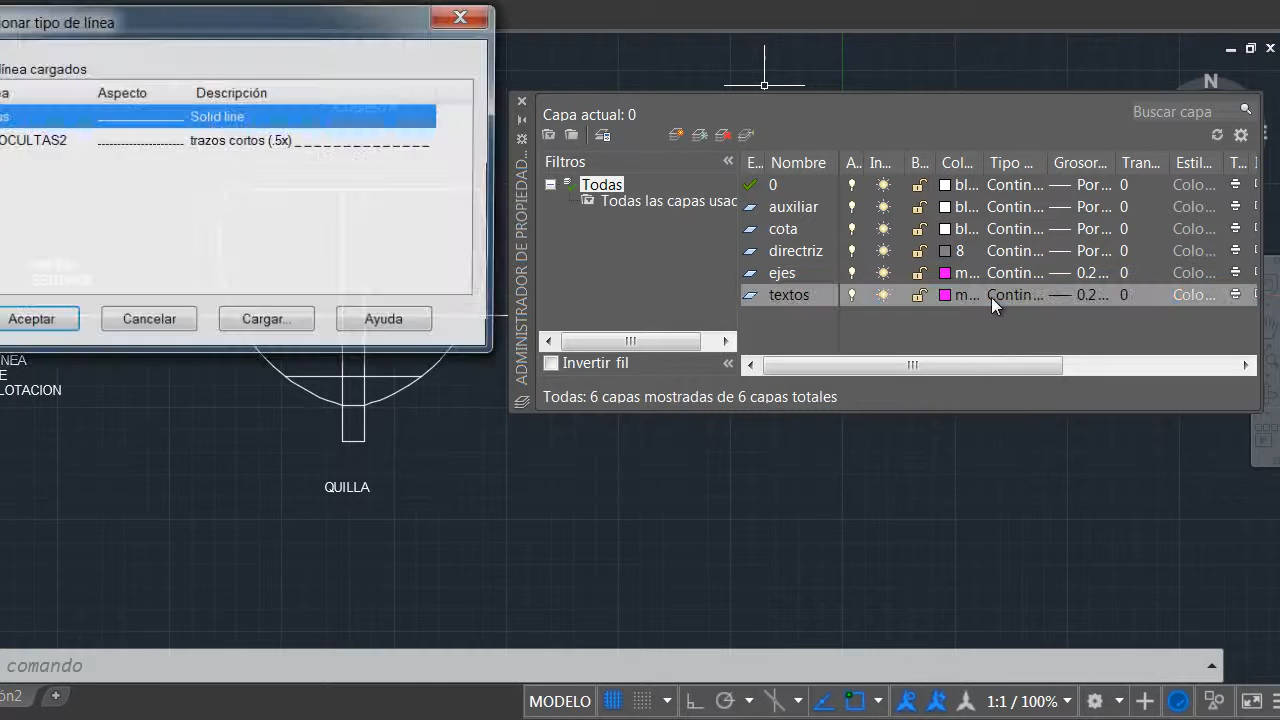 onar tipo de línea
línea cargados
ea Aspecto Descripción
us Solid line
OCULTAS2 trazos cortos (.5x)
Aceptar Cancelar Cargar... Ayuda
NEA
E
LOTACION
QUILLA
N
ADMINISTRADOR DE PROPIEDAD...
Capa actual: 0
Buscar capa
Filtros
Todas
Todas las capas usac
E.. Nombre A. In... B... Col... Tipo ... Grosor... Tran... Estil... T..
0 bl... Contin... Por... 0 Colo...
auxiliar bl... Contin... Por... 0 Colo...
cota bl... Contin... Por... 0 Colo...
directriz 8 Contin... Por... 0 Colo...
ejes m... Contin... 0.2... 0 Colo...
textos m... Contin... 0.2... 0 Colo...
Invertir fil
Todas: 6 capas mostradas de 6 capas totales
comando
ón2
MODELO 1:1 / 100%